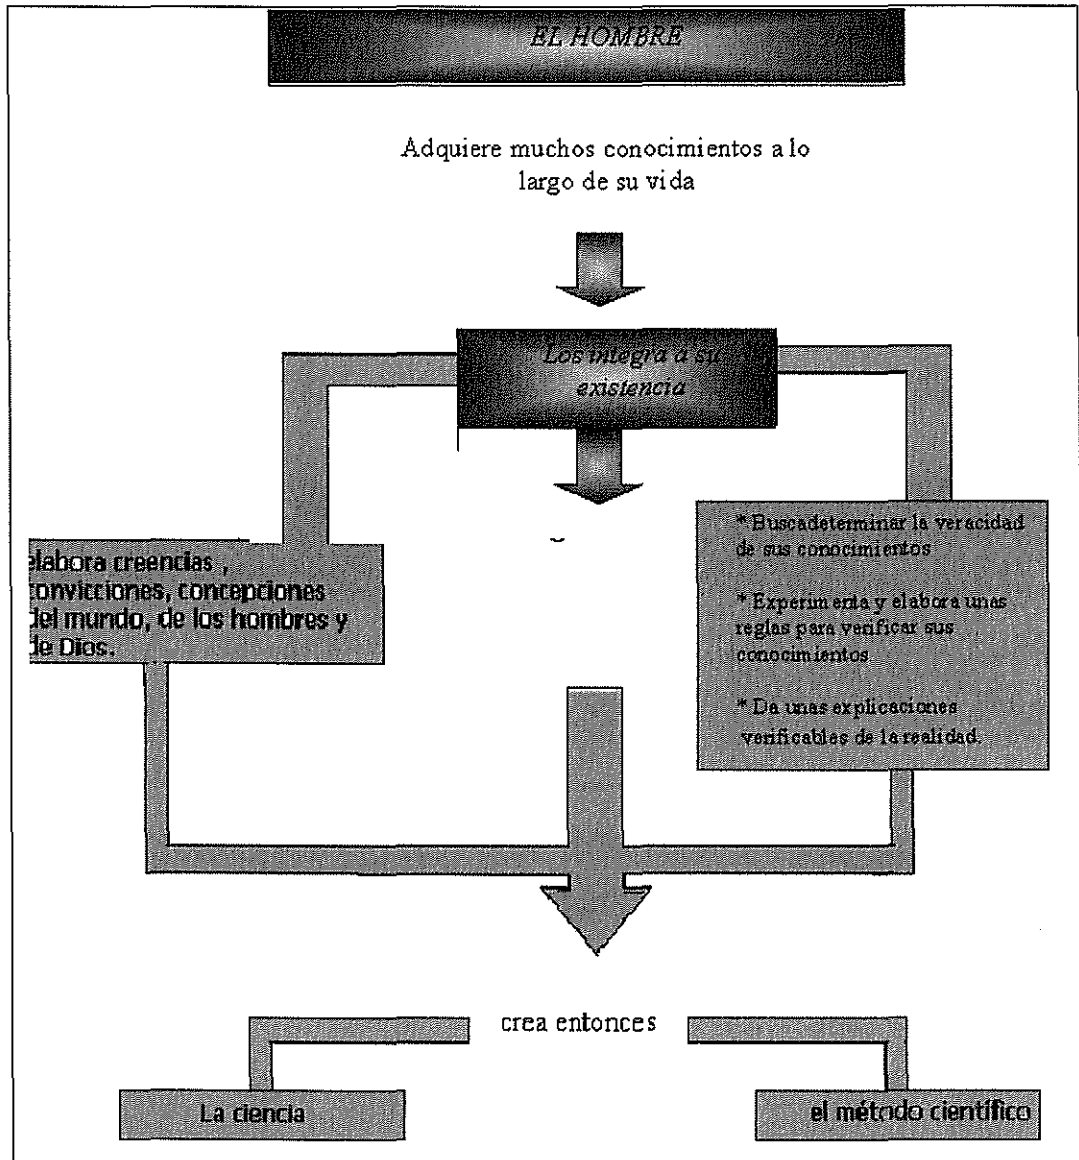 EL HOMBRE
Adquiere muchos conocimientos a lo
largo de su vida
Los integra a su
existencia
elabora creencias ,
convicciones, concepciones
del mundo, de los hombres y
de Dios.
* Buscadeterminar la veracidad
de sus conocimientos
* Experimenta y elabora unas
reglas para verificar sus
conocimientos
* Da unas explicaciones
verificables de la realidad.
crea entonces
La ciencia
el método científico